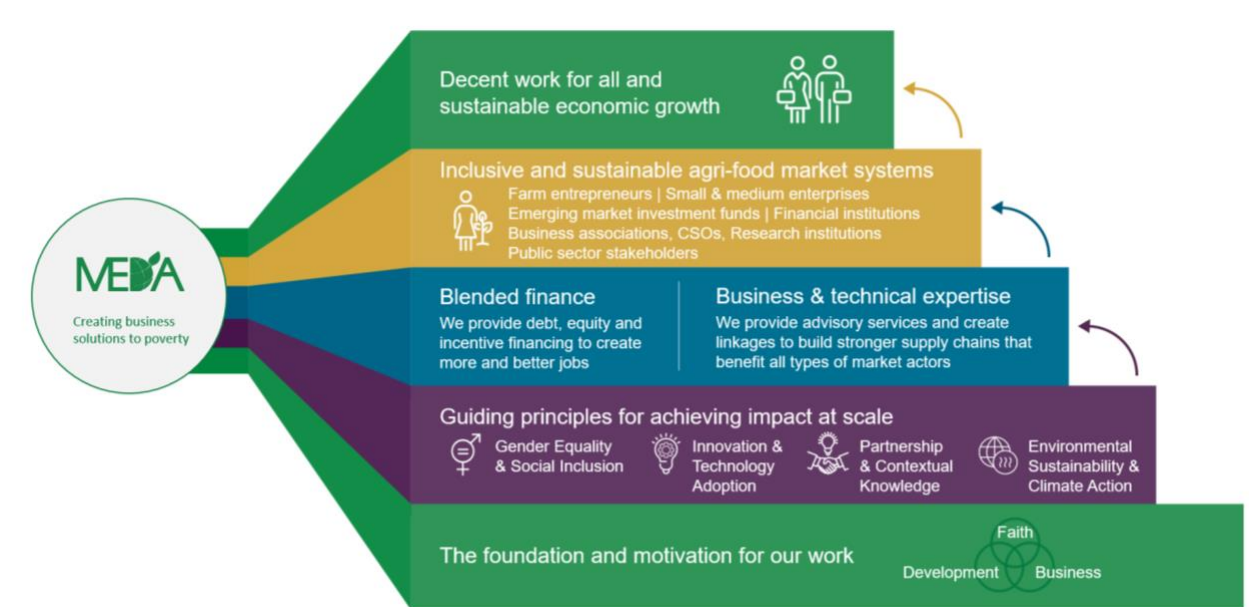 MEDA
Creating business
solutions to poverty
Decent work for all and
sustainable economic growth
Inclusive and sustainable agri-food market systems
Farm entrepreneurs | Small & medium enterprises
Emerging market investment funds | Financial institutions
Business associations, CSOs, Research institutions
Public sector stakeholders
Blended finance
We provide debt, equity and
incentive financing to create
more and better jobs
Business & technical expertise
We provide advisory services and create
linkages to build stronger supply chains that
benefit all types of market actors
Guiding principles for achieving impact at scale
Gender Equality
& Social Inclusion
Innovation &
Technology
Adoption
Partnership
& Contextual
Knowledge
Environmental
Sustainability &
Climate Action
The foundation and motivation for our work
Faith
Development
Business